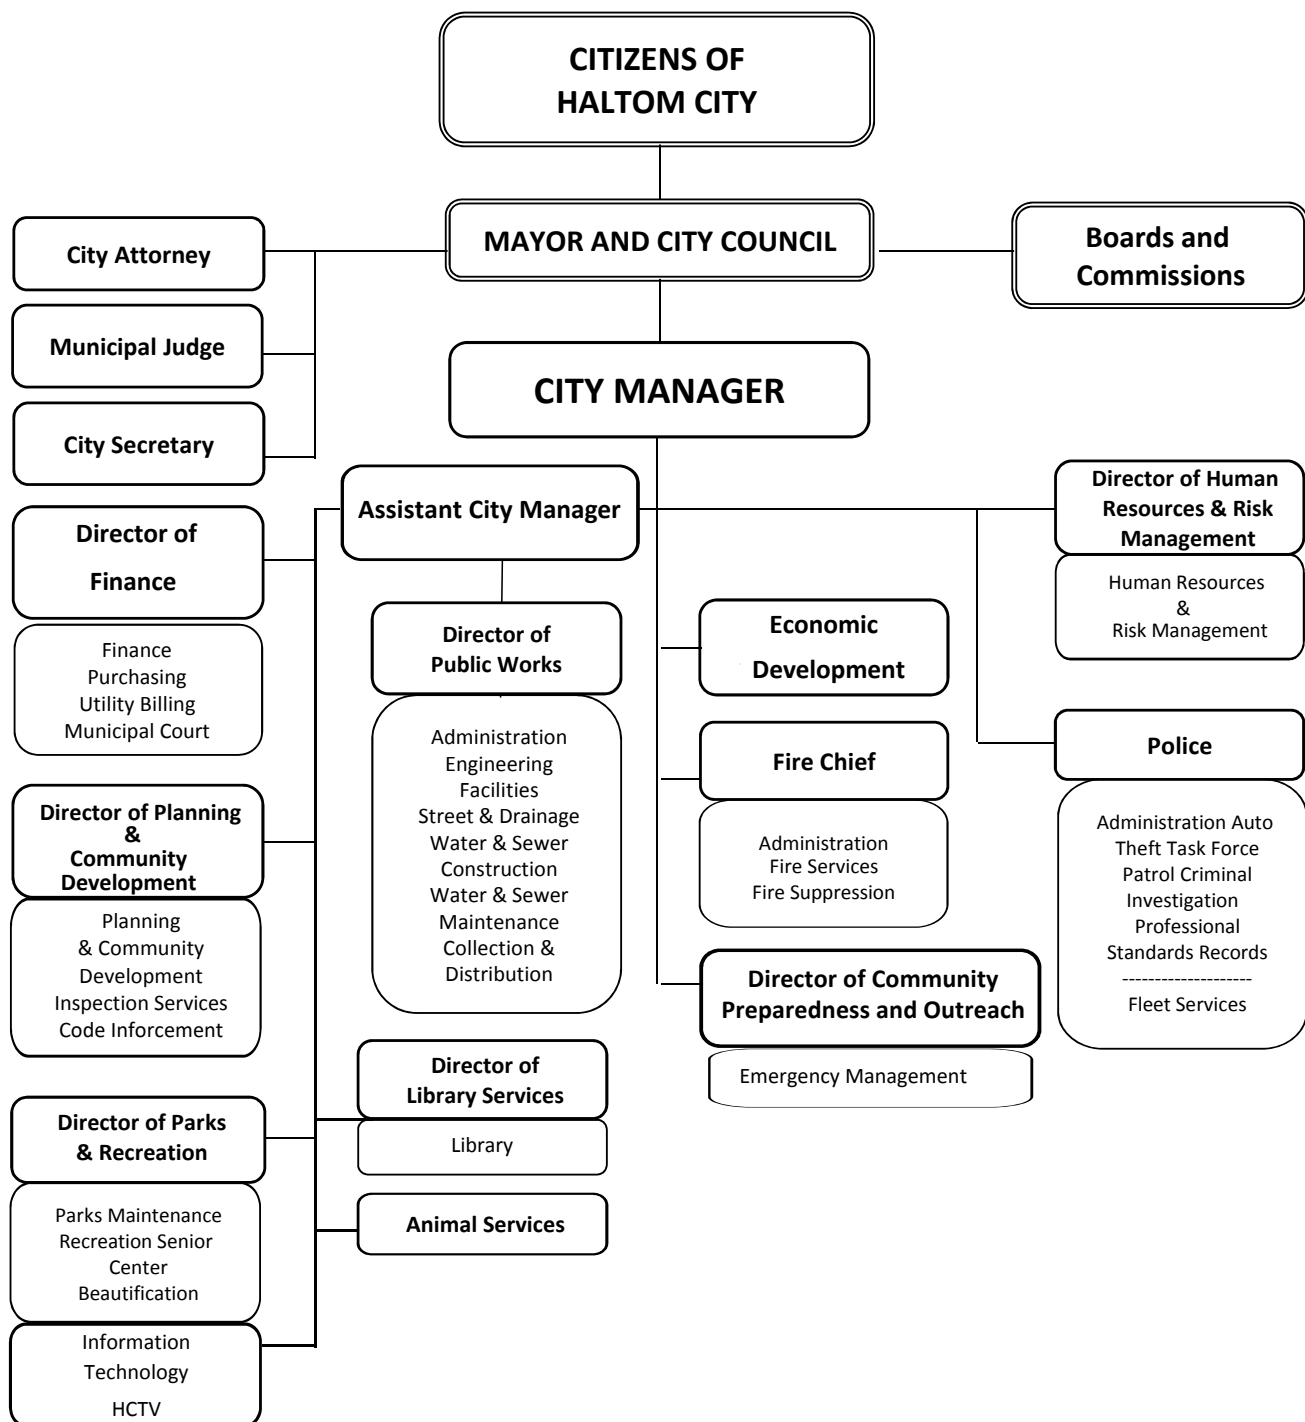 CITIZENS OF
HALTOM CITY
MAYOR AND CITY COUNCIL
Boards and
Commissions
City Attorney
Municipal Judge
City Secretary
CITY MANAGER
Assistant City Manager
Director of Human
Resources & Risk
Management
Human Resources
&
Risk Management
Director of
Finance
Finance
Purchasing
Utility Billing
Municipal Court
Director of
Public Works
Administration
Engineering
Facilities
Street & Drainage
Water & Sewer
Construction
Water & Sewer
Maintenance
Collection &
Distribution
Economic
Development
Fire Chief
Administration
Fire Services
Fire Suppression
Police
Administration Auto
Theft Task Force
Patrol Criminal
Investigation
Professional
Standards Records
--------------------
Fleet Services
Director of Planning
&
Community
Development
Planning
& Community
Development
Inspection Services
Code Inforcement
Director of Community
Preparedness and Outreach
Emergency Management
Director of
Library Services
Library
Director of Parks
& Recreation
Parks Maintenance
Recreation Senior
Center
Beautification
Animal Services
Information
Technology
HCTV